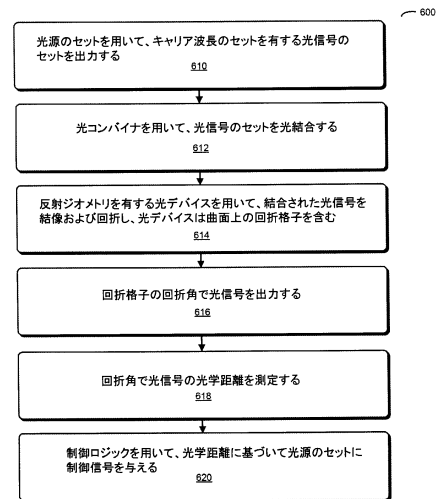 600
光源のセットを用いて、キャリア波長のセットを有する光信号の
セットを出力する
610
光コンバイナを用いて、光信号のセットを光結合する
612
反射ジオメトリを有する光デバイスを用いて、結合された光信号を
結像および回折し、光デバイスは曲面上の回折格子を含む
614
回折格子の回折角で光信号を出力する
616
回折角で光信号の光学距離を測定する
618
制御ロジックを用いて、光学距離に基づいて光源のセットに
制御信号を与える
620